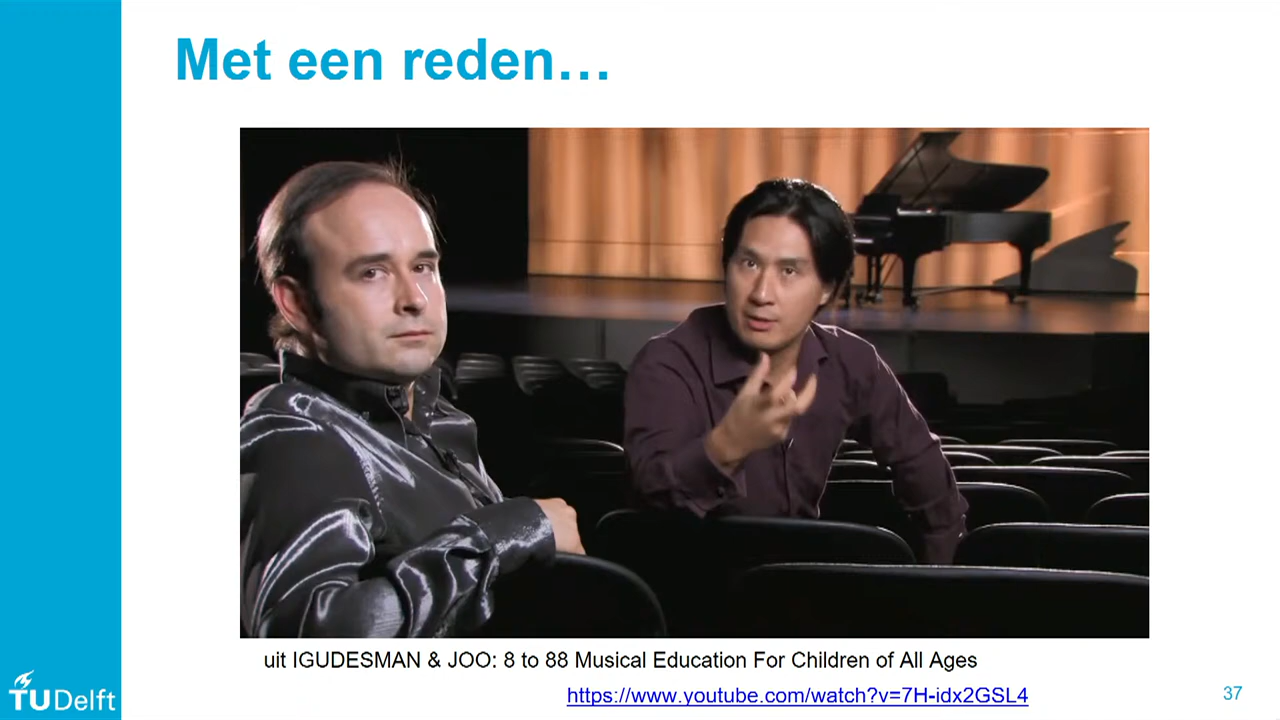 Met een reden…
uit IGUDESMAN & JOO: 8 to 88 Musical Education For Children of All Ages
https://www.youtube.com/watch?v=7H-idx2GSL4
TUDelft
37